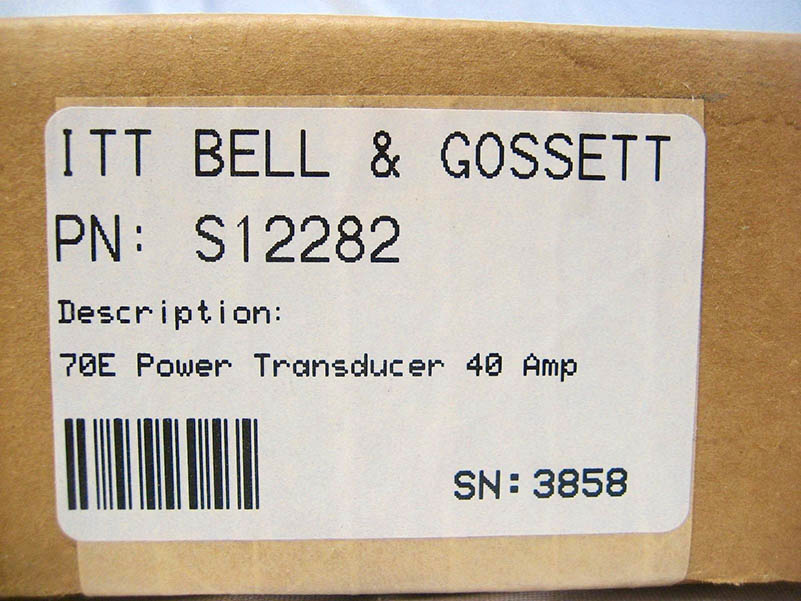 ITT BELL & GOSSETT
PN: S12282
Description:
70E Power Transducer 40 Amp
SN: 3858